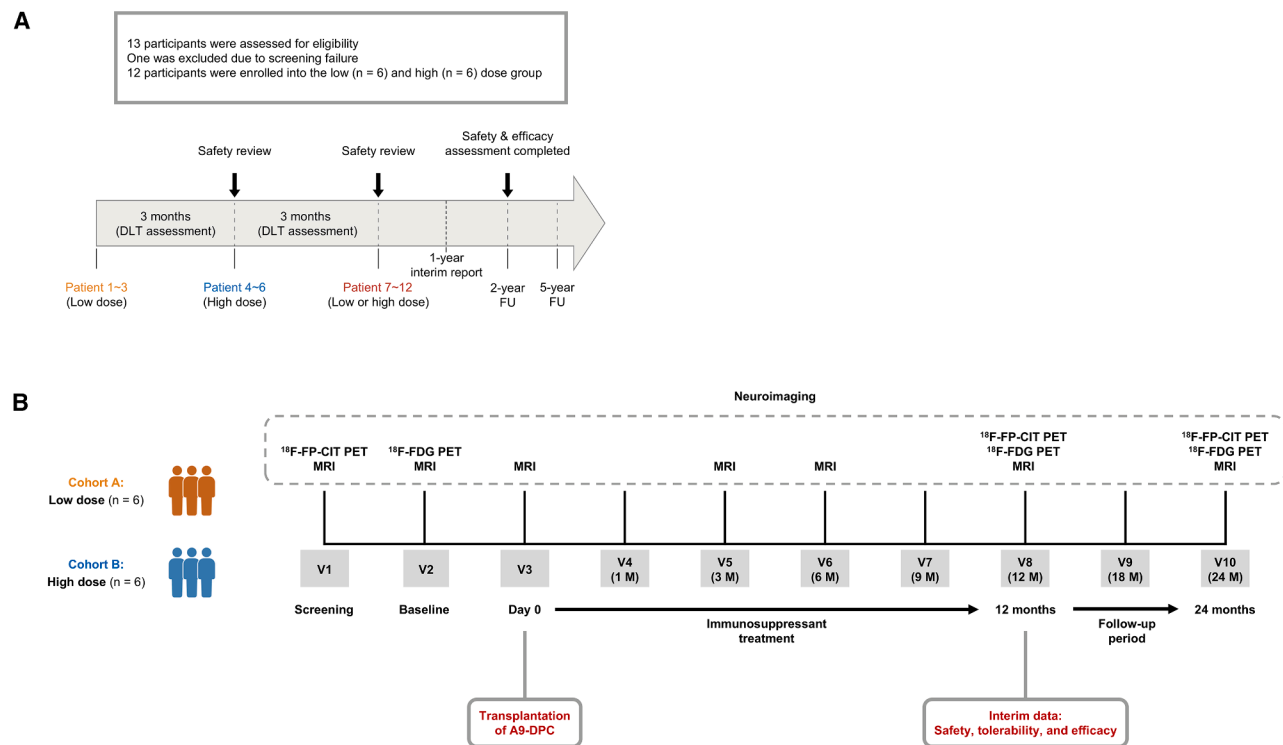 A
13 participants were assessed for eligibility
One was excluded due to screening failure
12 participants were enrolled into the low (n = 6) and high (n = 6) dose group
Safety review
Safety review
Safety & efficacy
assessment completed
3 months
(DLT assessment)
3 months
(DLT assessment)
1-year
interim report
Patient 1~3
(Low dose)
Patient 4~6
(High dose)
Patient 7~12
(Low or high dose)
2-year
FU
5-year
FU
B
Neuroimaging
¹⁸F-FP-CIT PET
MRI
¹⁸F-FDG PET
MRI
MRI
MRI
MRI
¹⁸F-FP-CIT PET
¹⁸F-FDG PET
MRI
¹⁸F-FP-CIT PET
¹⁸F-FDG PET
MRI
Cohort A:
Low dose (n = 6)
Cohort B:
High dose (n = 6)
V1
V2
V3
V4
(1 M)
V5
(3 M)
V6
(6 M)
V7
(9 M)
V8
(12 M)
V9
(18 M)
V10
(24 M)
Screening
Baseline
Day 0
Immunosuppressant
treatment
12 months
Follow-up
period
24 months
Transplantation
of A9-DPC
Interim data:
Safety, tolerability, and efficacy